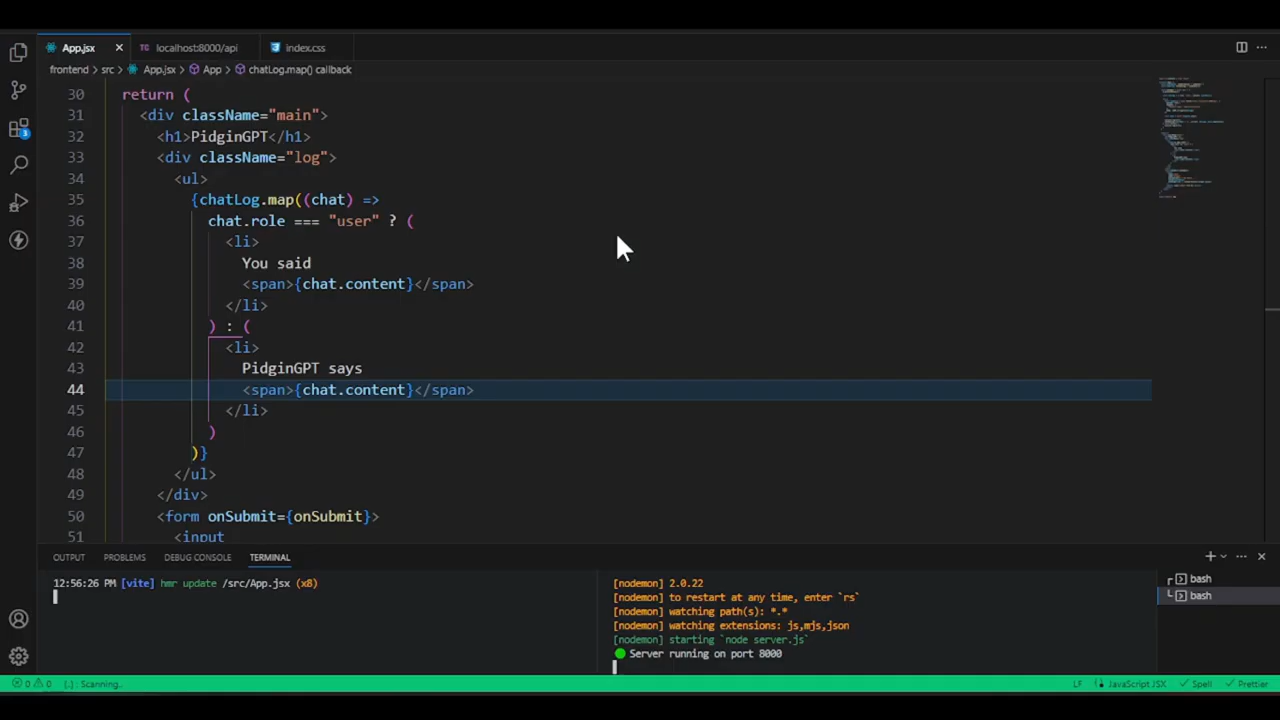 App.jsx
localhost:8000/api
index.css
frontend > src > App.jsx > App > chatLog.map() callback
30 return (
31 <div className="main">
32 <h1>PidginGPT</h1>
33 <div className="log">
34 <ul>
35 {chatLog.map((chat) =>
36 chat.role === "user" ? (
37 <li>
38 You said
39 <span>{chat.content}</span>
40 </li>
41 ) : (
42 <li>
43 PidginGPT says
44 <span>{chat.content}</span>
45 </li>
46 )
47 )}
48 </ul>
49 </div>
50 <form onSubmit={onSubmit}>
51 <input
3
OUTPUT PROBLEMS DEBUG CONSOLE TERMINAL
12:56:26 PM [vite] hmr update /src/App.jsx (x8)
[nodemon] 2.0.22
[nodemon] to restart at any time, enter `rs`
[nodemon] watching path(s): *.*
[nodemon] watching extensions: js,mjs,json
[nodemon] starting `node server.js`
Server running on port 8000
bash
bash
0 0 {..} : Scanning..
LF JavaScript JSX Spell Prettier